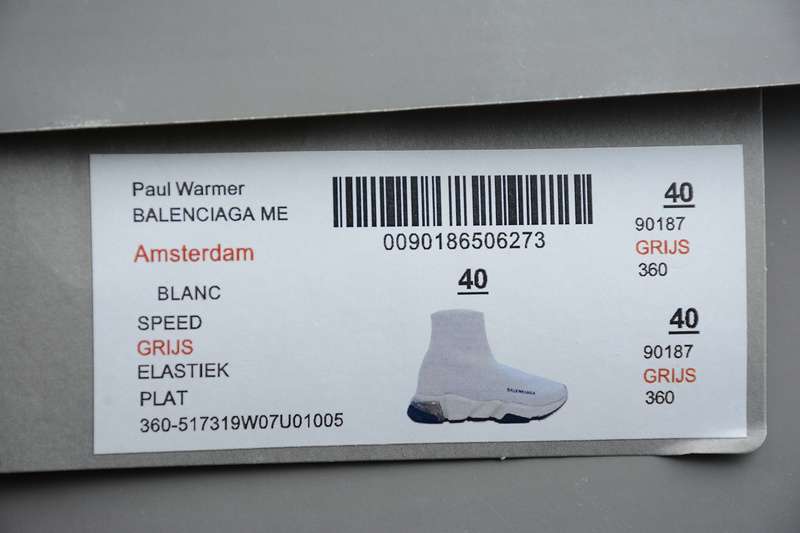 Paul Warmer
BALENCIAGA ME
Amsterdam
BLANC
SPEED
GRIJS
ELASTIEK
PLAT
360-517319W07U01005
0090186506273
40
BALENCIAGA
40
90187
GRIJS
360
40
90187
GRIJS
360